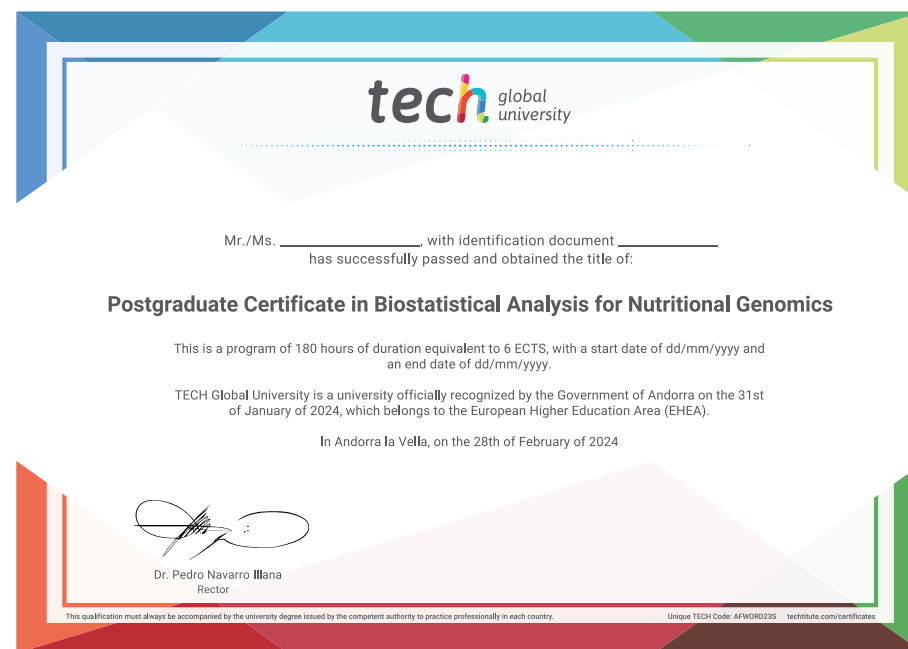 tech global university
Mr./Ms. ____________, with identification document ____________
has successfully passed and obtained the title of:
Postgraduate Certificate in Biostatistical Analysis for Nutritional Genomics
This is a program of 180 hours of duration equivalent to 6 ECTS, with a start date of dd/mm/yyyy and
an end date of dd/mm/yyyy.
TECH Global University is a university officially recognized by the Government of Andorra on the 31st
of January of 2024, which belongs to the European Higher Education Area (EHEA).
In Andorra la Vella, on the 28th of February of 2024
Dr. Pedro Navarro Illana
Rector
This qualification must always be accompanied by the university degree issued by the competent authority to practice professionally in each country.
Unique TECH Code: AFWORD23S techtitute.com/certificates